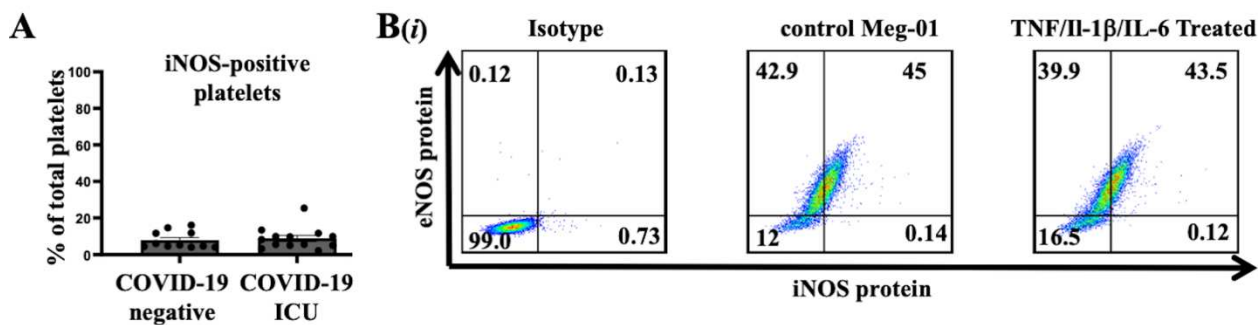 A
iNOS-positive
platelets
% of total platelets
100
80
60
40
20
0
COVID-19
negative
COVID-19
ICU
B(i)
Isotype
control Meg-01
TNF/Il-1β/IL-6 Treated
eNOS protein
0.12
0.13
99.0
0.73
42.9
45
12
0.14
39.9
43.5
16.5
0.12
iNOS protein